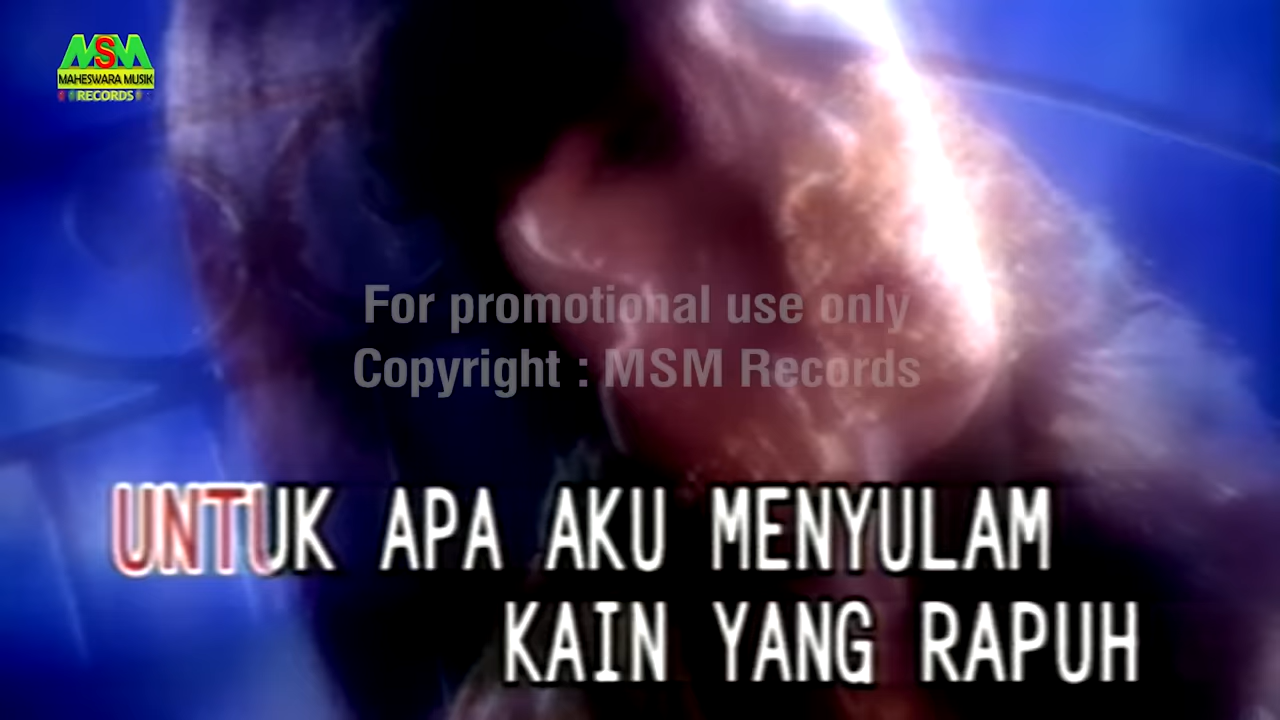 MSM
MAHESWARA MUSIK
RECORDS
For promotional use only
Copyright : MSM Records
UNTUK APA AKU MENYULAM
KAIN YANG RAPUH